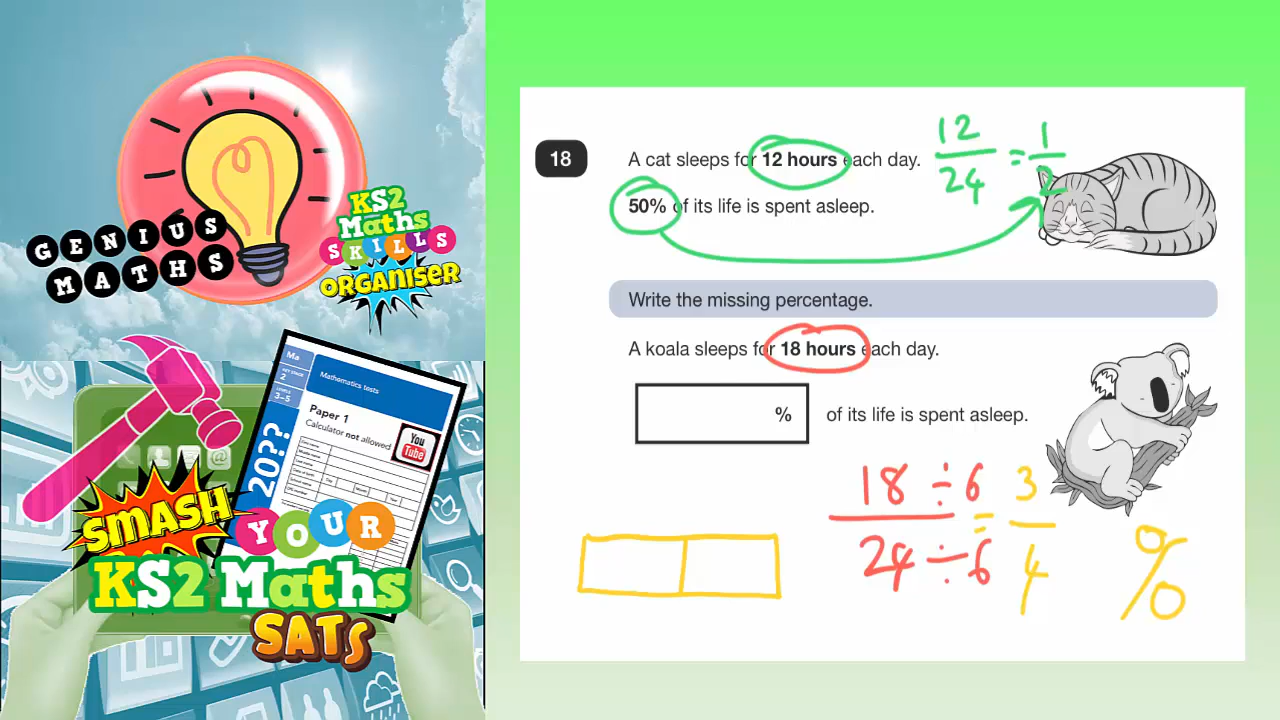 GENIUS
MATHS
KS2
Maths
SKILLS
ORGANISER
Ma
KEY STAGE
2
LEVELS
3–5
Mathematics tests
Paper 1
Calculator not allowed
You
Tube
20??
SMASH
YOUR
KS2 Maths
SATS
18
A cat sleeps for 12 hours each day.
50% of its life is spent asleep.
12/24 = 1/2
Write the missing percentage.
A koala sleeps for 18 hours each day.
% of its life is spent asleep.
18 ÷ 6 = 3
24 ÷ 6 4
%